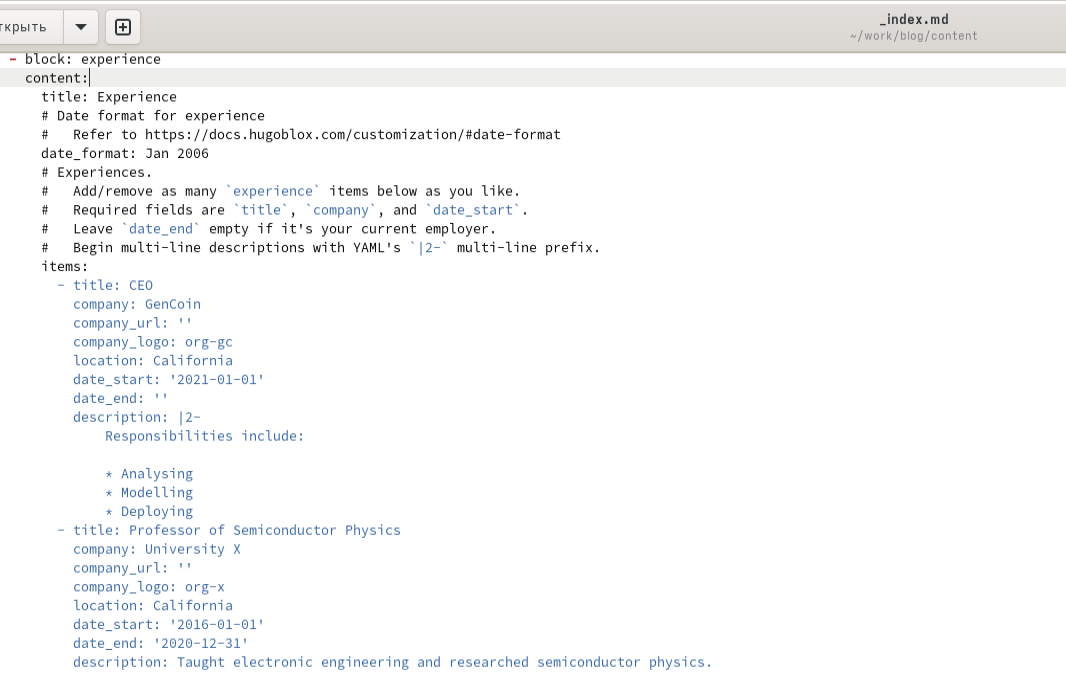 ткрыть
_index.md
~/work/blog/content
- block: experience
  content:
    title: Experience
    # Date format for experience
    #   Refer to https://docs.hugoblox.com/customization/#date-format
    date_format: Jan 2006
    # Experiences.
    #   Add/remove as many `experience` items below as you like.
    #   Required fields are `title`, `company`, and `date_start`.
    #   Leave `date_end` empty if it's your current employer.
    #   Begin multi-line descriptions with YAML's `|2-` multi-line prefix.
    items:
      - title: CEO
        company: GenCoin
        company_url: ''
        company_logo: org-gc
        location: California
        date_start: '2021-01-01'
        date_end: ''
        description: |2-
            Responsibilities include:

            * Analysing
            * Modelling
            * Deploying
      - title: Professor of Semiconductor Physics
        company: University X
        company_url: ''
        company_logo: org-x
        location: California
        date_start: '2016-01-01'
        date_end: '2020-12-31'
        description: Taught electronic engineering and researched semiconductor physics.